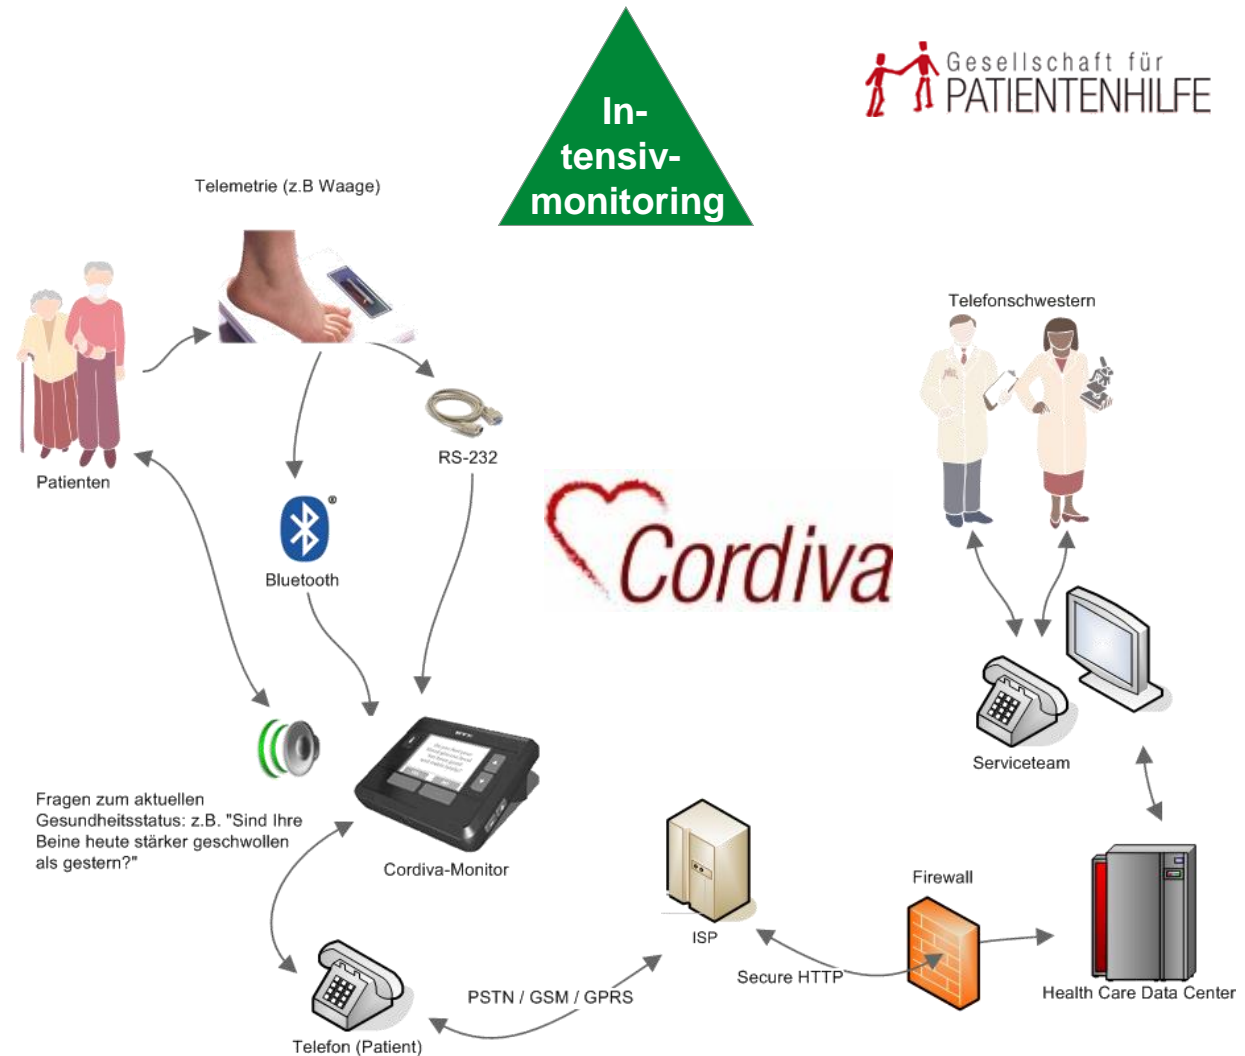 In-
tensiv-
monitoring
Gesellschaft für
PATIENTENHILFE
Telemetrie (z.B Waage)
Telefonschwestern
RS-232
Patienten
®
Bluetooth
Cordiva
Serviceteam
Fragen zum aktuellen
Gesundheitsstatus: z.B. "Sind Ihre
Beine heute stärker geschwollen
als gestern?"
Cordiva-Monitor
Firewall
ISP
Secure HTTP
Health Care Data Center
PSTN / GSM / GPRS
Telefon (Patient)